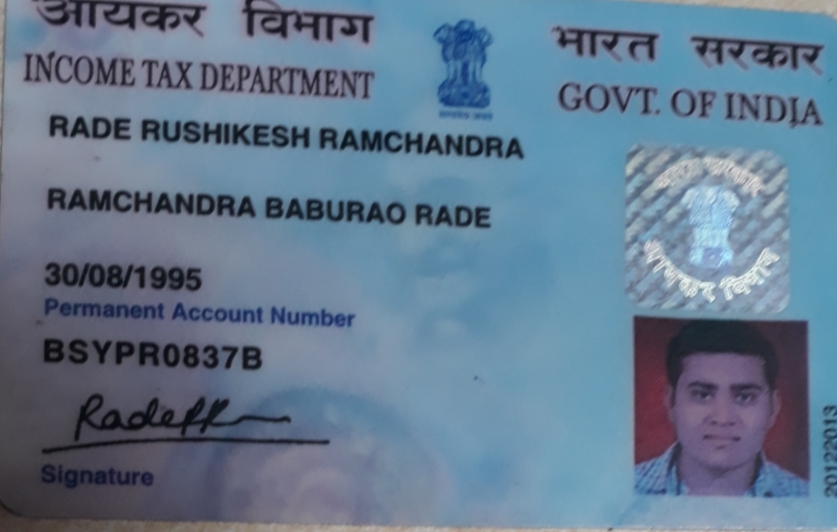 आयकर विभाग
भारत सरकार
INCOME TAX DEPARTMENT
GOVT. OF INDIA
RADE RUSHIKESH RAMCHANDRA
RAMCHANDRA BABURAO RADE
30/08/1995
Permanent Account Number
BSYPR0837B
Signature
20122013